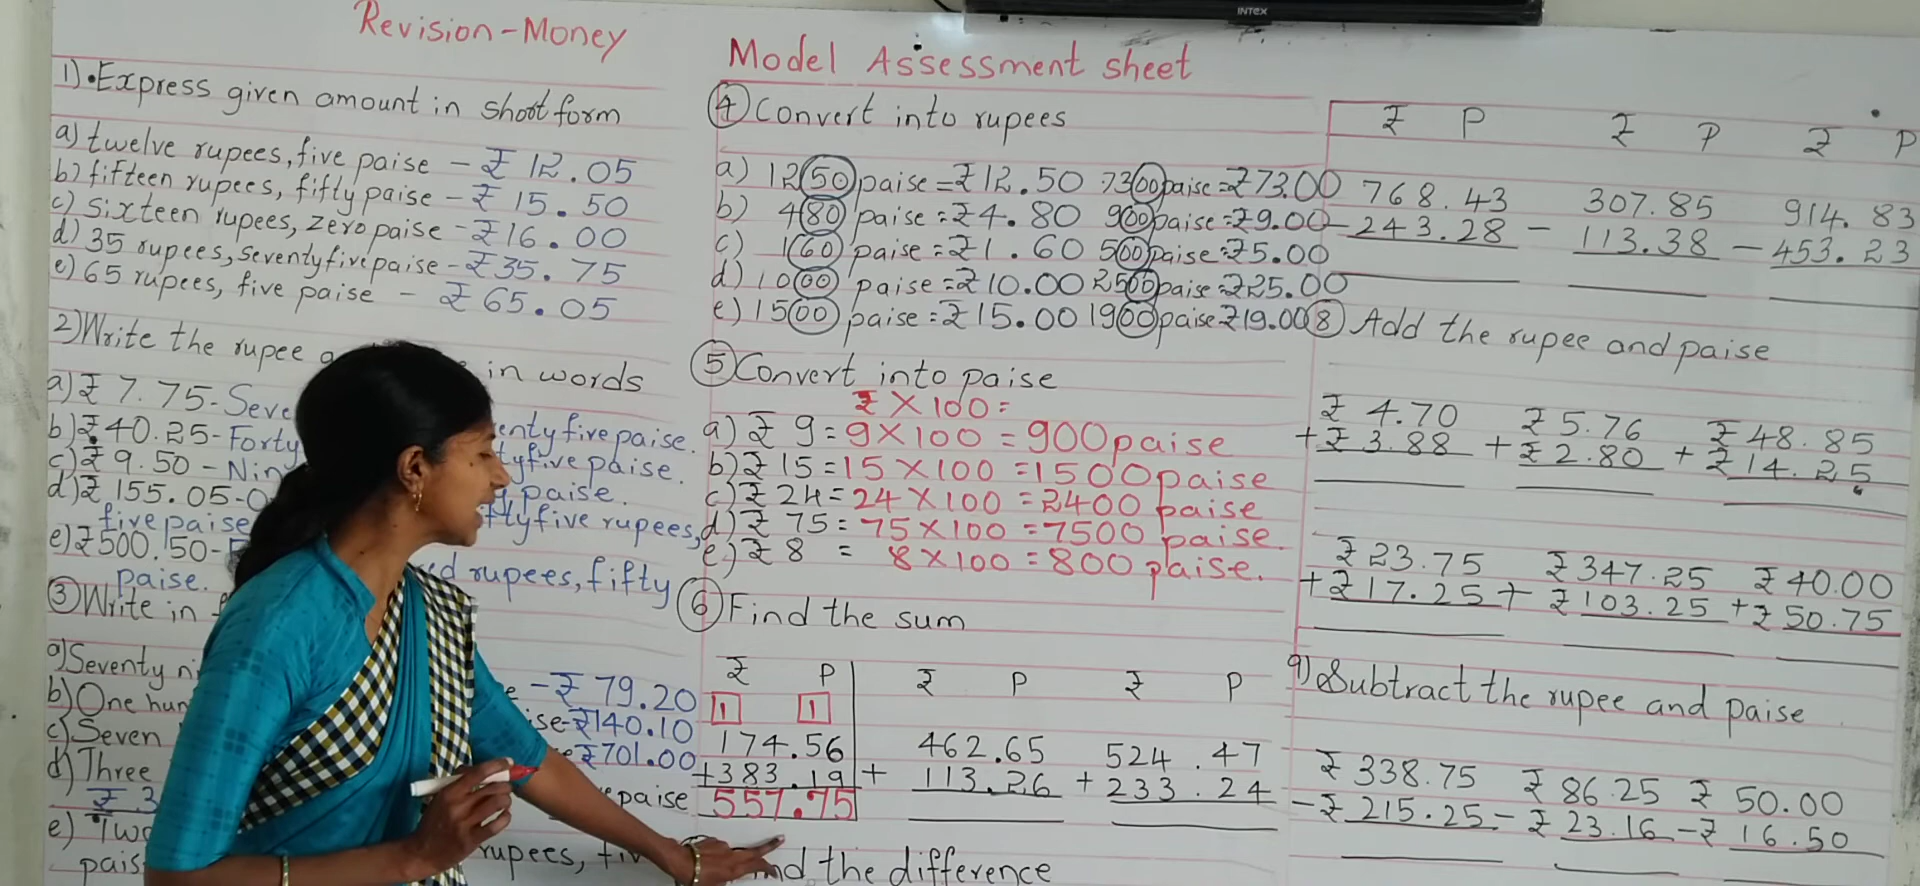 INTEX
Revision-Money
Model Assessment sheet
1) Express given amount in short form
a) twelve rupees, five paise - ₹ 12.05
b) fifteen rupees, fifty paise - ₹ 15.50
c) Sixteen rupees, zero paise - ₹16.00
d) 35 rupees, seventyfive paise - ₹35.75
e) 65 rupees, five paise - ₹ 65.05
2) Write the rupee in words
a) ₹ 7.75-
entyfive paise.
b) ₹40.25-Forty
tyfive paise.
c) ₹ 9.50 -
paise.
d) ₹ 155.05-
five rupees,
five paise
e) ₹500.50-
rupees, fifty
paise.
③ Write in
a) Seventy
- ₹ 79.20
b) One
₹140.10
c) Seven
₹701.00
d) Three
paise
₹ 3
e)
rupees,
④ Convert into rupees
a) 1250 paise = ₹12.50 7300 paise = ₹73.00
b) 480 paise = ₹4.80 900 paise = ₹9.00
c) 160 paise = ₹1.60 500 paise = ₹5.00
d) 1000 paise = ₹10.00 2500 paise = ₹25.00
e) 1500 paise = ₹15.00 1900 paise ₹19.00
⑤ Convert into paise
₹ × 100 =
a) ₹ 9 = 9×100 = 900 paise
b) ₹ 15 = 15 ×100 = 1500 paise
c) ₹ 24 = 24 ×100 = 2400 paise
d) ₹ 75 = 75×100 = 7500 paise.
e) ₹ 8 = 8×100 = 800 paise.
⑥ Find the sum
₹ P ₹ P ₹ P
1 1
174.56 462.65 524.47
+383.19 + 113.26 + 233.24
557.75
the difference
₹ P ₹ P ₹ P
768.43 307.85 914.83
-243.28 - 113.38 - 453.23
⑧ Add the rupee and paise
₹ 4.70 ₹ 5.76 ₹ 48.85
+ ₹ 3.88 + ₹ 2.80 + ₹ 14.25
₹ 23.75 ₹ 347.25 ₹ 40.00
+ ₹ 17.25 + ₹ 103.25 + ₹ 50.75
9) Subtract the rupee and paise
₹ 338.75 ₹ 86.25 ₹ 50.00
- ₹ 215.25 - ₹ 23.16 - ₹ 16.50